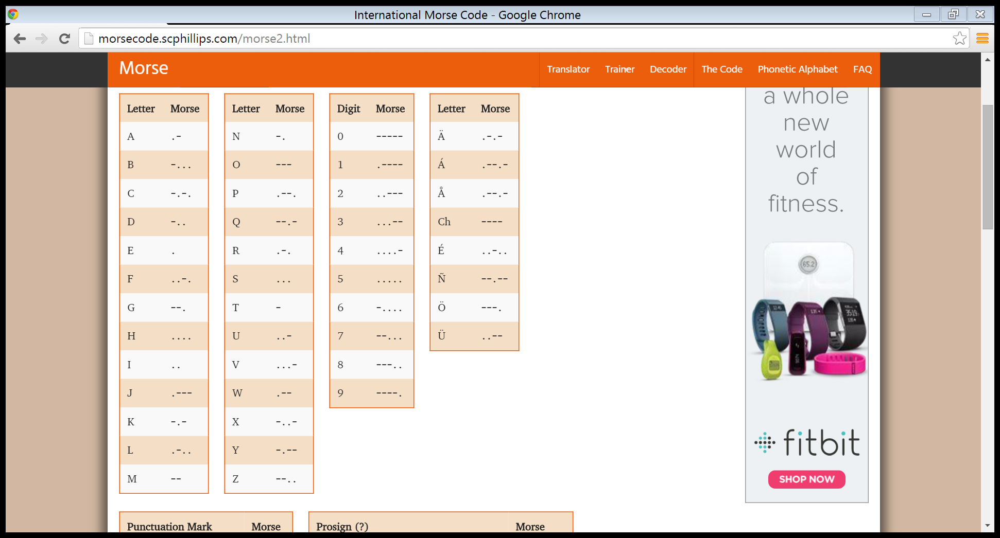 International Morse Code - Google Chrome
morsecode.scphillips.com/morse2.html
Morse
Translator Trainer Decoder The Code Phonetic Alphabet FAQ
Letter Morse
A .-
B -...
C -.-.
D -..
E .
F ..-.
G --.
H ....
I ..
J .---
K -.-
L .-..
M --
Letter Morse
N -.
O ---
P .--.
Q --.-
R .-.
S ...
T -
U ..-
V ...-
W .--
X -..-
Y -.--
Z --..
Digit Morse
0 -----
1 .----
2 ..---
3 ...--
4 ....-
5 .....
6 -....
7 --...
8 ---..
9 ----.
Letter Morse
Ä .-.-
Á .--.-
Å .--.-
Ch ----
É ..-..
Ñ --.--
Ö ---.
Ü ..--
Punctuation Mark Morse
Prosign (?) Morse
a whole
new
world
of
fitness.
65.2
fitbit
SHOP NOW